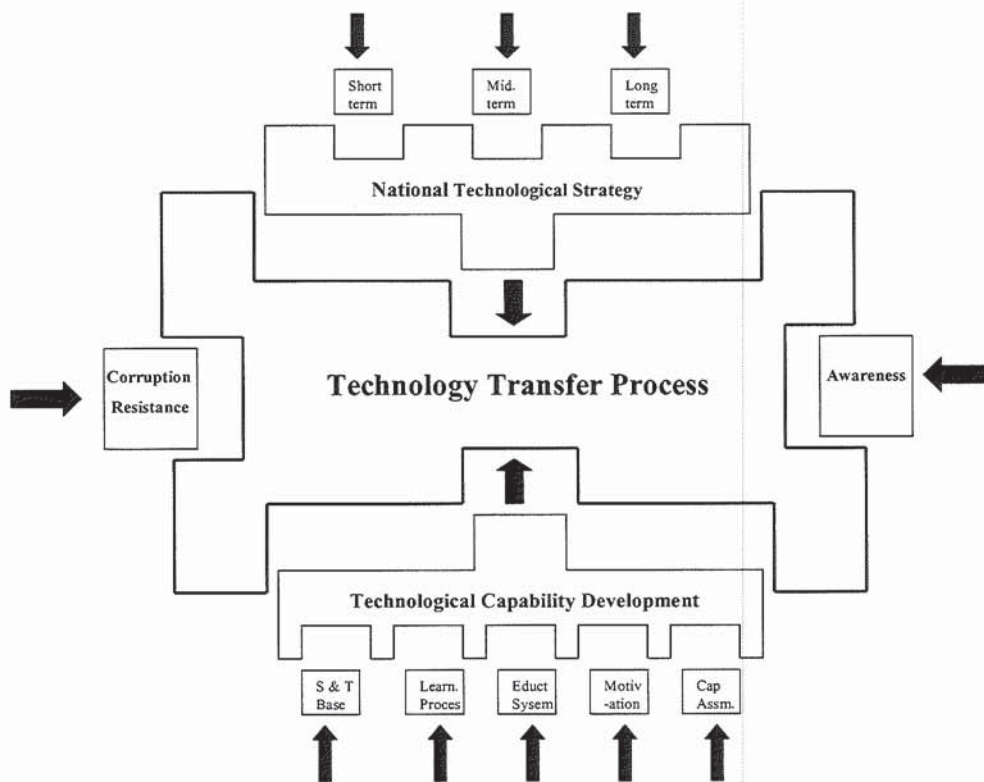 Short
term
Mid.
term
Long
term
National Technological Strategy
Corruption
Resistance
Technology Transfer Process
Awareness
Technological Capability Development
S & T
Base
Learn.
Proces
Educt
Sysem
Motiv
-ation
Cap
Assm.